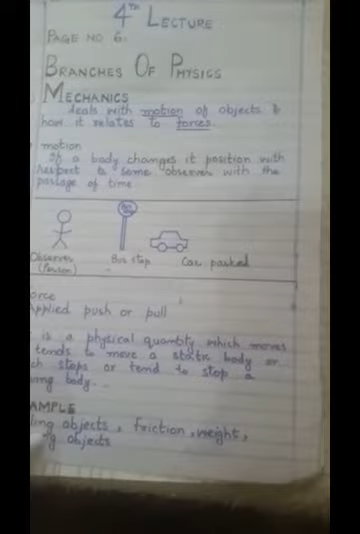 4TH LECTURE
PAGE NO 6.
BRANCHES OF PHYSICS
MECHANICS
deals with motion of objects &
how it relates to forces.
motion
If a body changes it position with
respect to some observer with the
passage of time
Observer Bus stop Car parked
(Person)
orce
Applied push or pull
is a physical quantity which moves
tends to move a static body or
ch stops or tend to stop a
ing body.
AMPLE
ling objects, friction, weight,
objects